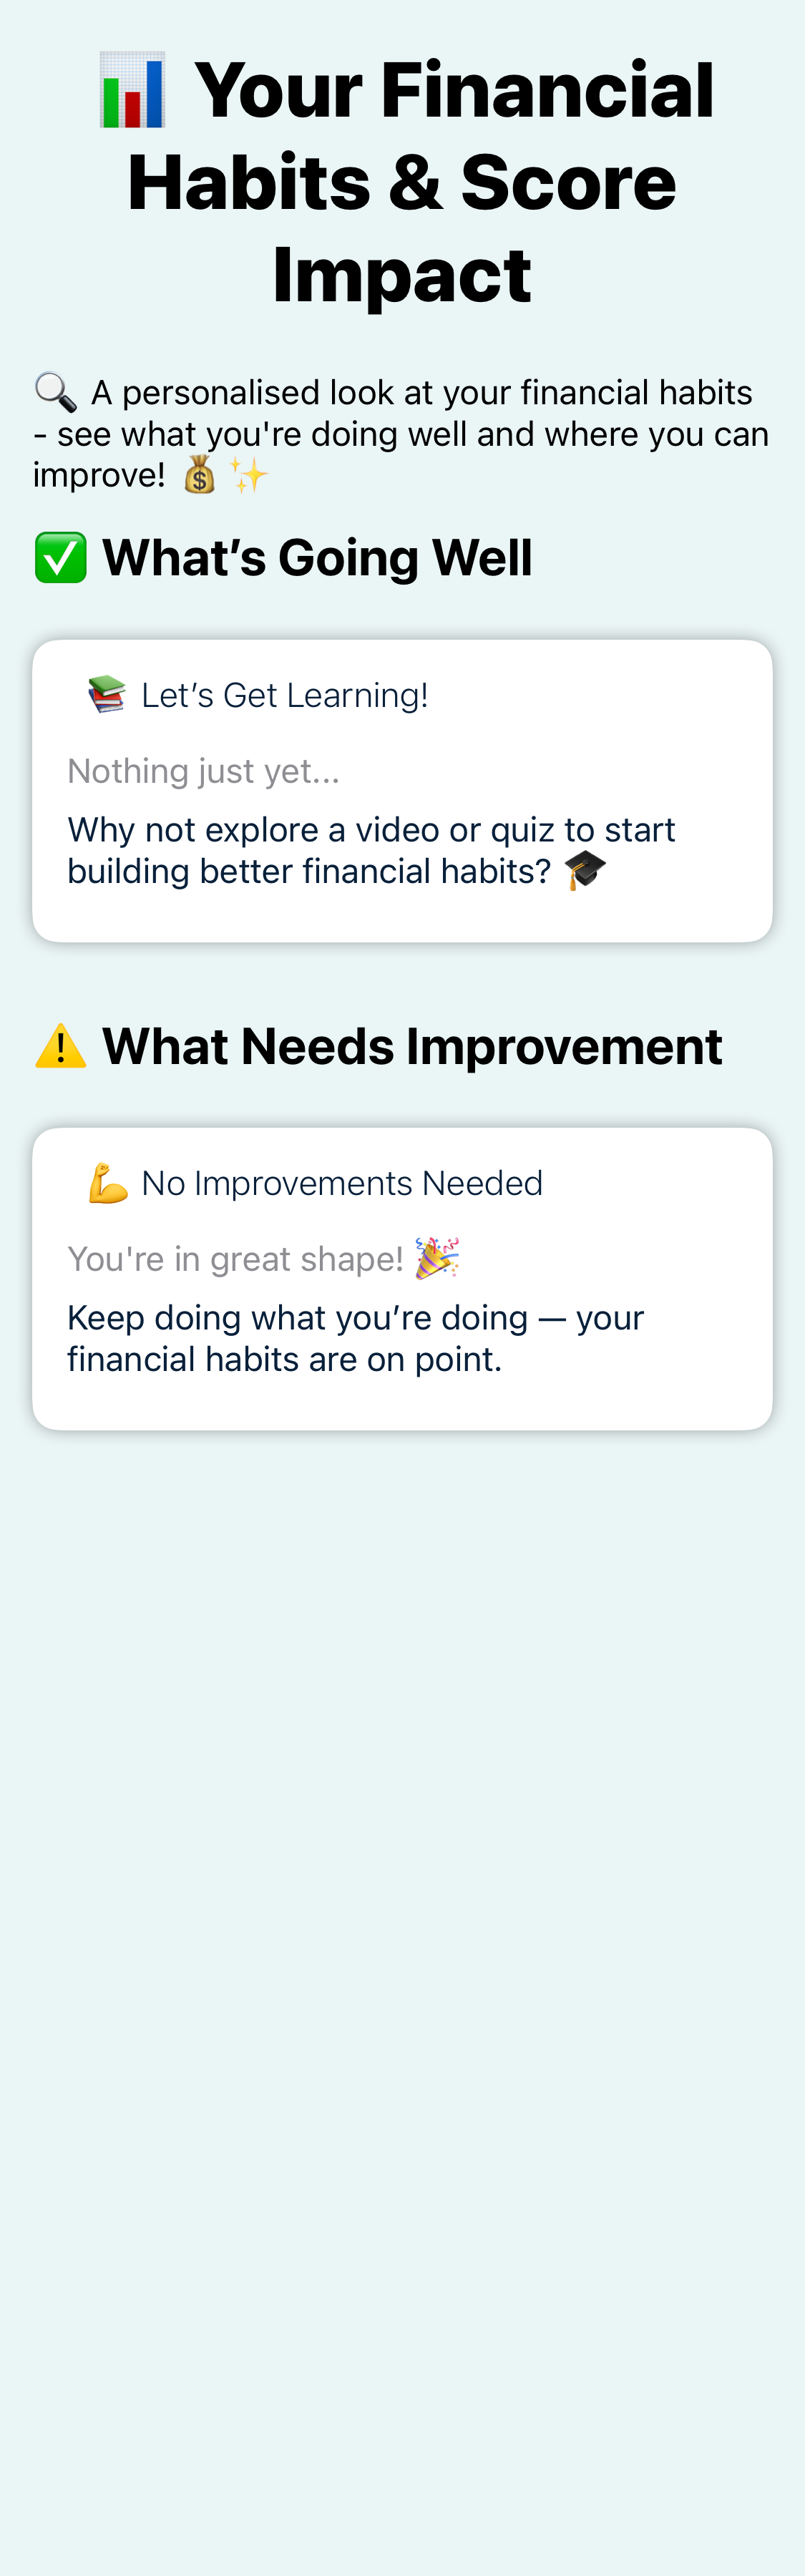 📊 Your Financial
Habits & Score
Impact
🔍 A personalised look at your financial habits
- see what you're doing well and where you can
improve! 💰 ✨
✅ What’s Going Well
📚 Let’s Get Learning!
Nothing just yet...
Why not explore a video or quiz to start
building better financial habits? 🎓
⚠️ What Needs Improvement
💪 No Improvements Needed
You're in great shape! 🎉
Keep doing what you’re doing — your
financial habits are on point.